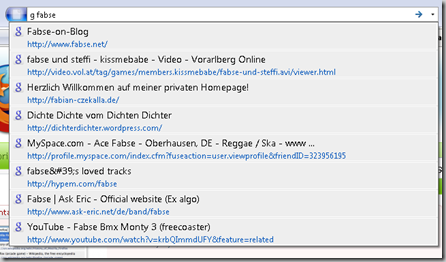 g fabse
Fabse-on-Blog
http://www.fabse.net/
fabse und steffi - kissmebabe - Video - Vorarlberg Online
http://video.vol.at/tag/games/members.kissmebabe/fabse-und-steffi.avi/viewer.html
Herzlich Willkommen auf meiner privaten Homepage!
http://fabian-czekalla.de/
Dichte Dichte vom Dichten Dichter
http://dichterdichter.wordpress.com/
MySpace.com - Ace Fabse - Oberhausen, DE - Reggae / Ska - www ...
http://profile.myspace.com/index.cfm?fuseaction=user.viewprofile&friendID=323956195
fabse&#39;s loved tracks
http://hypem.com/fabse
Fabse | Ask Eric - Official website (Ex algo)
http://www.ask-eric.net/de/band/fabse
YouTube - Fabse Bmx Monty 3 (freecoaster)
http://www.youtube.com/watch?v=krbQImmdUFY&feature=related